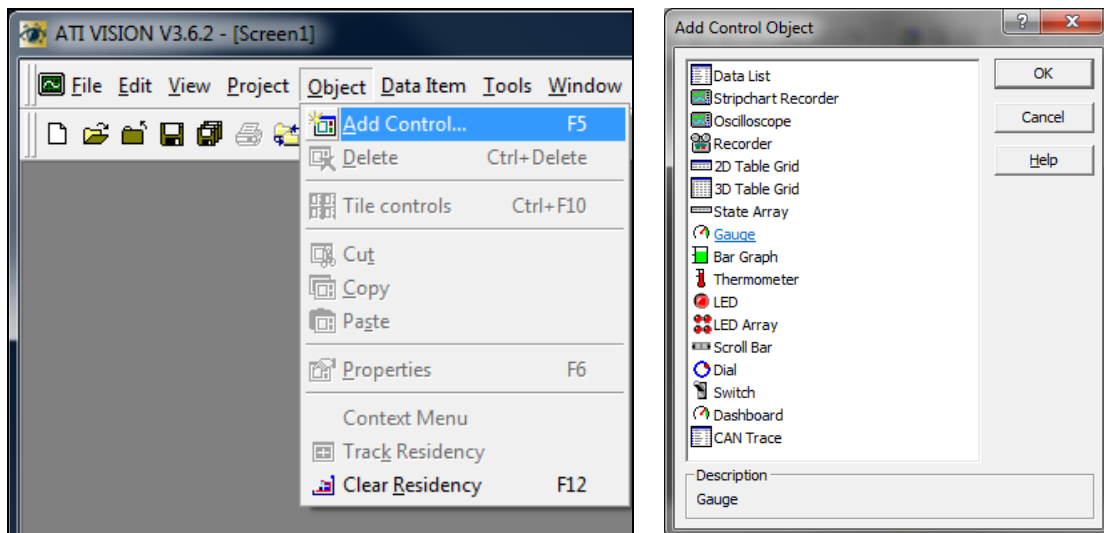 ATI VISION V3.6.2 - [Screen1]
File Edit View Project Object Data Item Tools Window
Add Control... F5
Delete Ctrl+Delete
Tile controls Ctrl+F10
Cut
Copy
Paste
Properties F6
Context Menu
Track Residency
Clear Residency F12
Add Control Object
Data List
Stripchart Recorder
Oscilloscope
Recorder
2D Table Grid
3D Table Grid
State Array
Gauge
Bar Graph
Thermometer
LED
LED Array
Scroll Bar
Dial
Switch
Dashboard
CAN Trace
OK
Cancel
Help
Description
Gauge